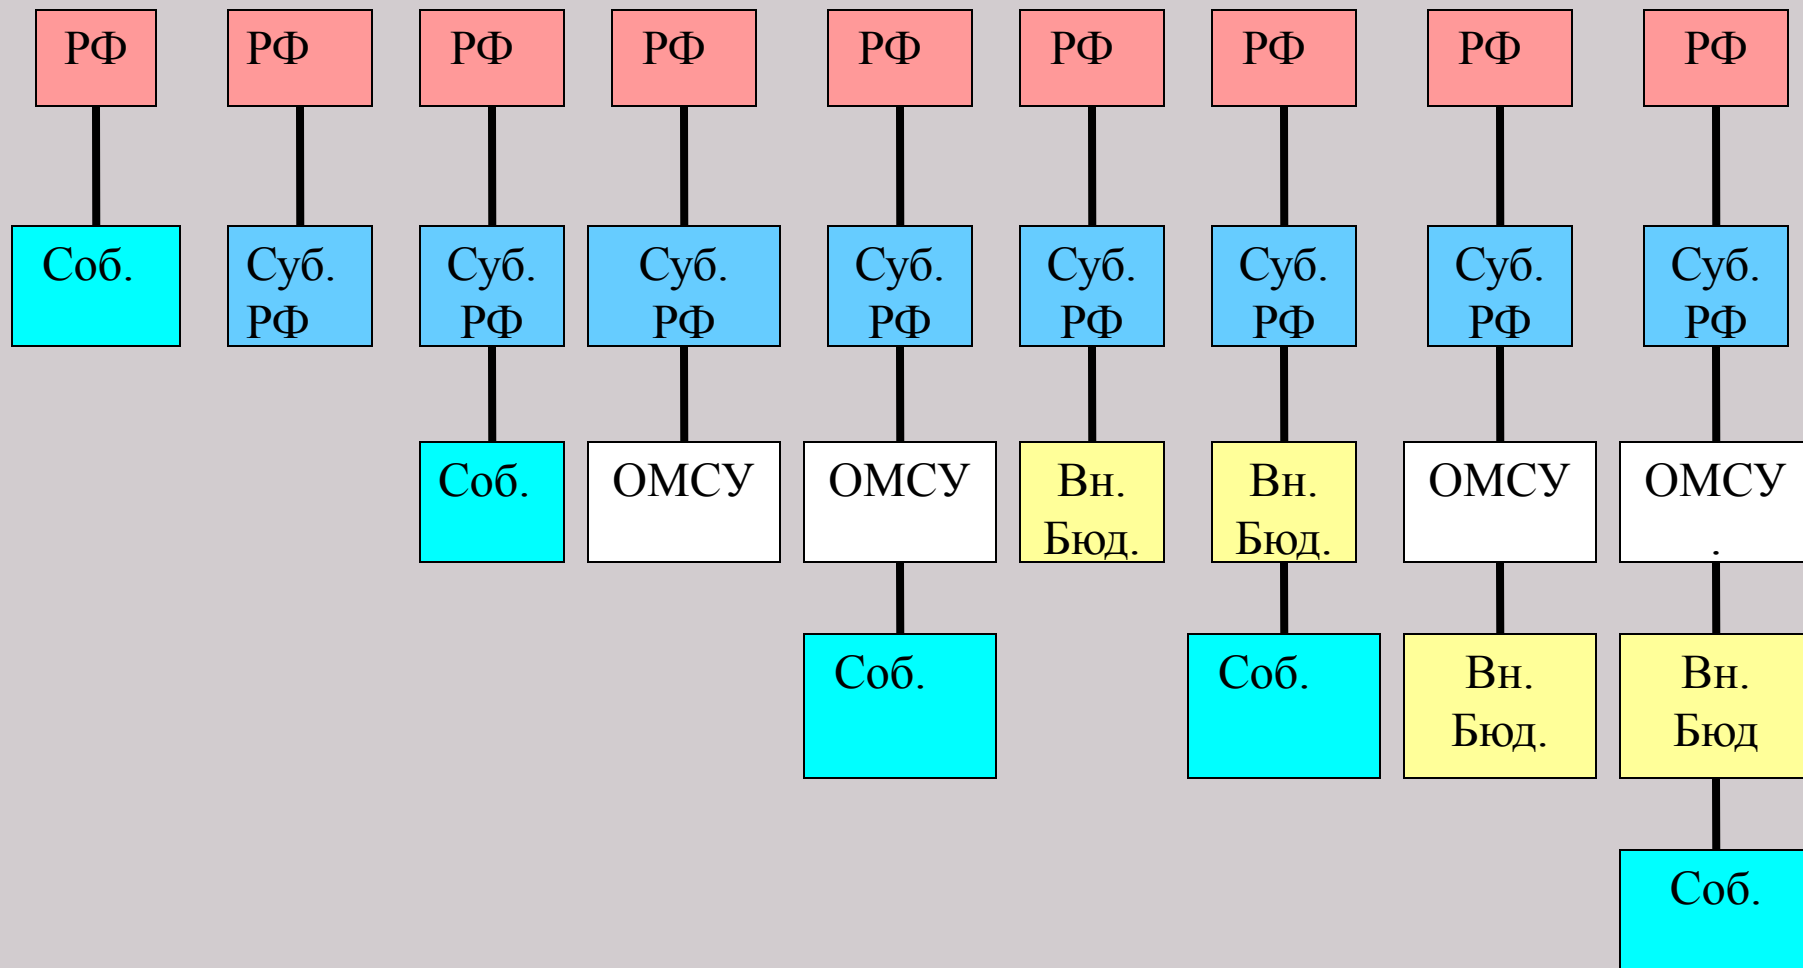 РФ
РФ
РФ
РФ
РФ
РФ
РФ
РФ
РФ
Соб.
Суб.
РФ
Суб.
РФ
Суб.
РФ
Суб.
РФ
Суб.
РФ
Суб.
РФ
Суб.
РФ
Суб.
РФ
Соб.
ОМСУ
ОМСУ
Вн.
Бюд.
Вн.
Бюд.
ОМСУ
ОМСУ
.
Соб.
Соб.
Вн.
Бюд.
Вн.
Бюд
Соб.